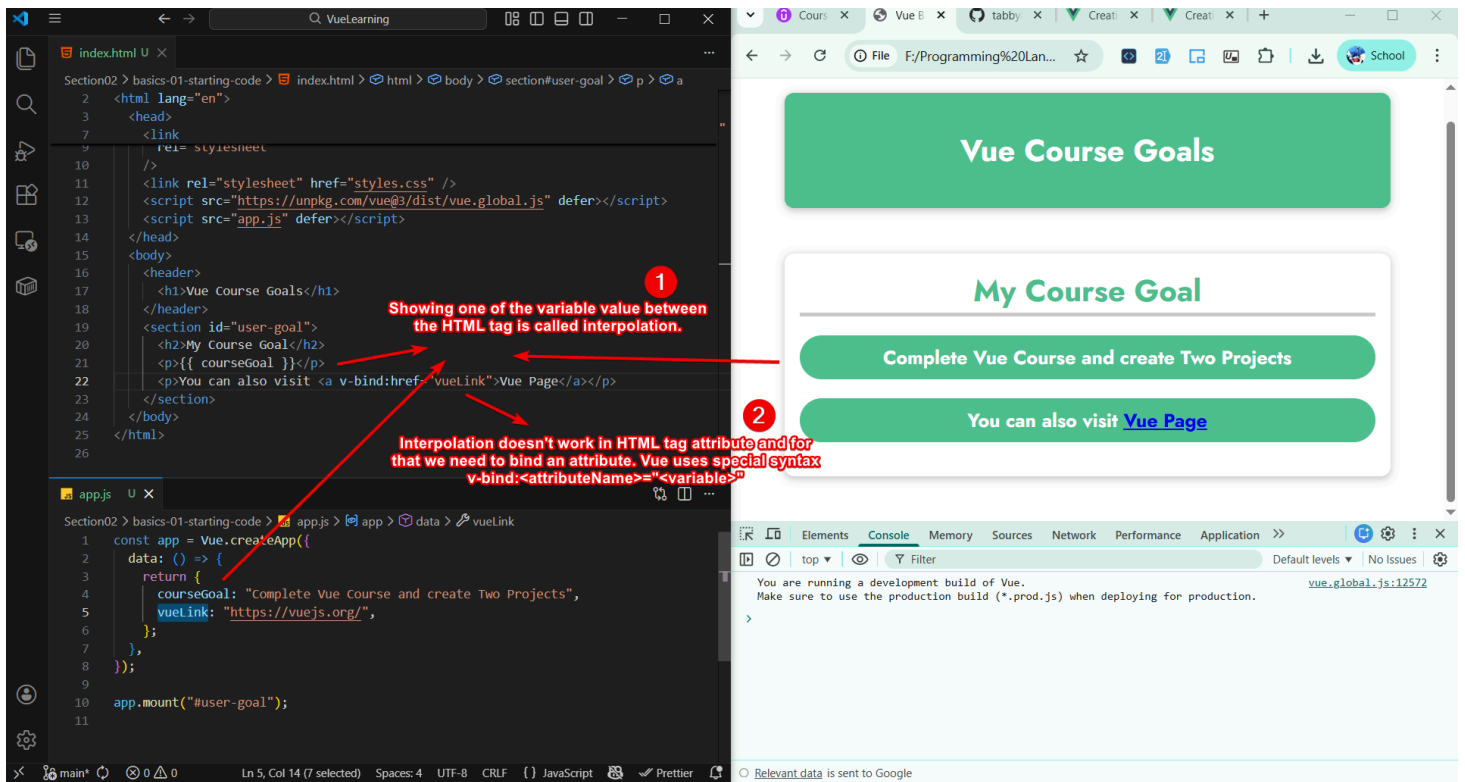 VueLearning
index.html U
Section02 > basics-01-starting-code > index.html > html > body > section#user-goal > p > a
2 <html lang="en">
3 <head>
7 <link
9 rel="stylesheet"
10 />
11 <link rel="stylesheet" href="styles.css" />
12 <script src="https://unpkg.com/vue@3/dist/vue.global.js" defer></script>
13 <script src="app.js" defer></script>
14 </head>
15 <body>
16 <header>
17 <h1>Vue Course Goals</h1>
18 </header>
19 <section id="user-goal">
20 <h2>My Course Goal</h2>
21 <p>{{ courseGoal }}</p>
22 <p>You can also visit <a v-bind:href="vueLink">Vue Page</a></p>
23 </section>
24 </body>
25 </html>
26
1
Showing one of the variable value between
the HTML tag is called interpolation.
2
Interpolation doesn't work in HTML tag attribute and for
that we need to bind an attribute. Vue uses special syntax
v-bind:<attributeName>="<variable>"
app.js U
Section02 > basics-01-starting-code > app.js > app > data > vueLink
1 const app = Vue.createApp({
2 data: () => {
3 return {
4 courseGoal: "Complete Vue Course and create Two Projects",
5 vueLink: "https://vuejs.org/",
6 };
7 },
8 });
9
10 app.mount("#user-goal");
11
main* 0 0 Ln 5, Col 14 (7 selected) Spaces: 4 UTF-8 CRLF {} JavaScript Prettier
Cours Vue B tabby Creati Creati
File F:/Programming%20Lan... School
Vue Course Goals
My Course Goal
Complete Vue Course and create Two Projects
You can also visit Vue Page
Elements Console Memory Sources Network Performance Application
top Filter Default levels No Issues
You are running a development build of Vue. vue.global.js:12572
Make sure to use the production build (*.prod.js) when deploying for production.
Relevant data is sent to Google